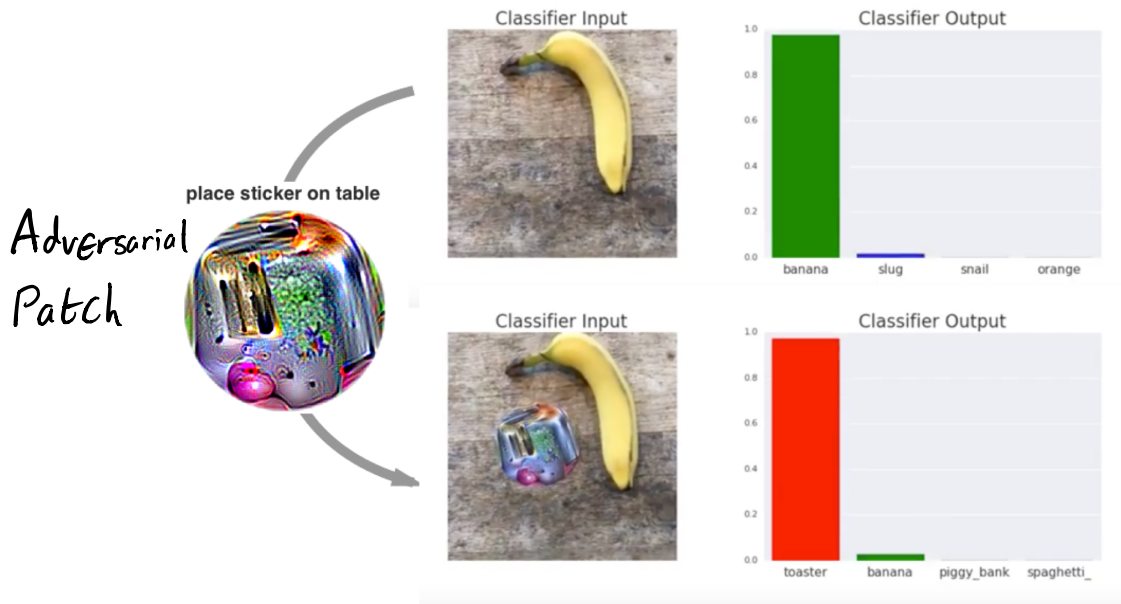 Classifier Input
Classifier Output
1.0
0.8
0.6
0.4
0.2
0.0
banana slug snail orange
place sticker on table
Adversarial
Patch
Classifier Input
Classifier Output
1.0
0.8
0.6
0.4
0.2
0.0
toaster banana piggy_bank spaghetti_